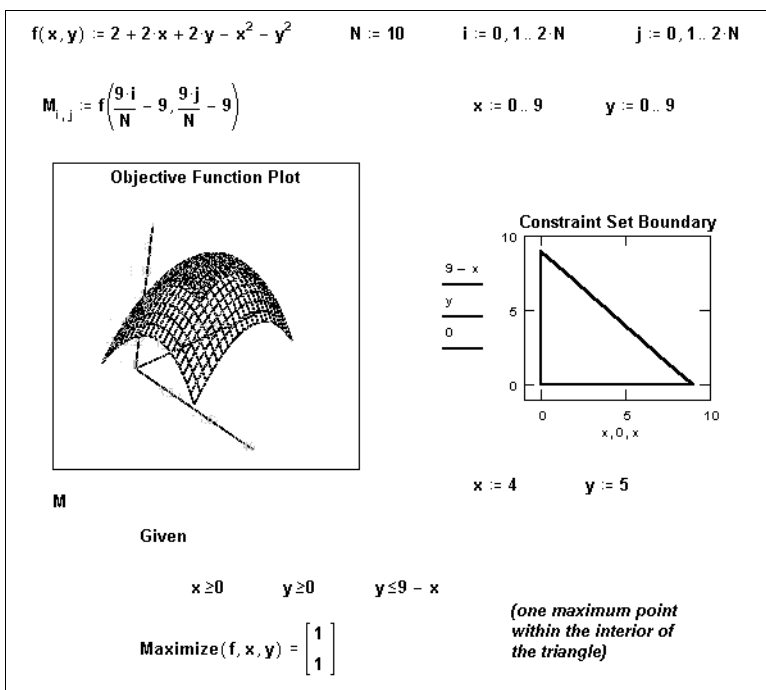 f(x,y) := 2 + 2·x + 2·y − x² − y² N := 10 i := 0, 1.. 2·N j := 0, 1.. 2·N
M i,j := f(9·i/N − 9, 9·j/N − 9) x := 0.. 9 y := 0.. 9
Objective Function Plot
Constraint Set Boundary
10
9 − x
y
5
0
0
0 5 10
x,0,x
x := 4 y := 5
M
Given
x ≥0 y ≥0 y ≤9 − x
Maximize(f,x,y) = [1 1]
(one maximum point
within the interior of
the triangle)